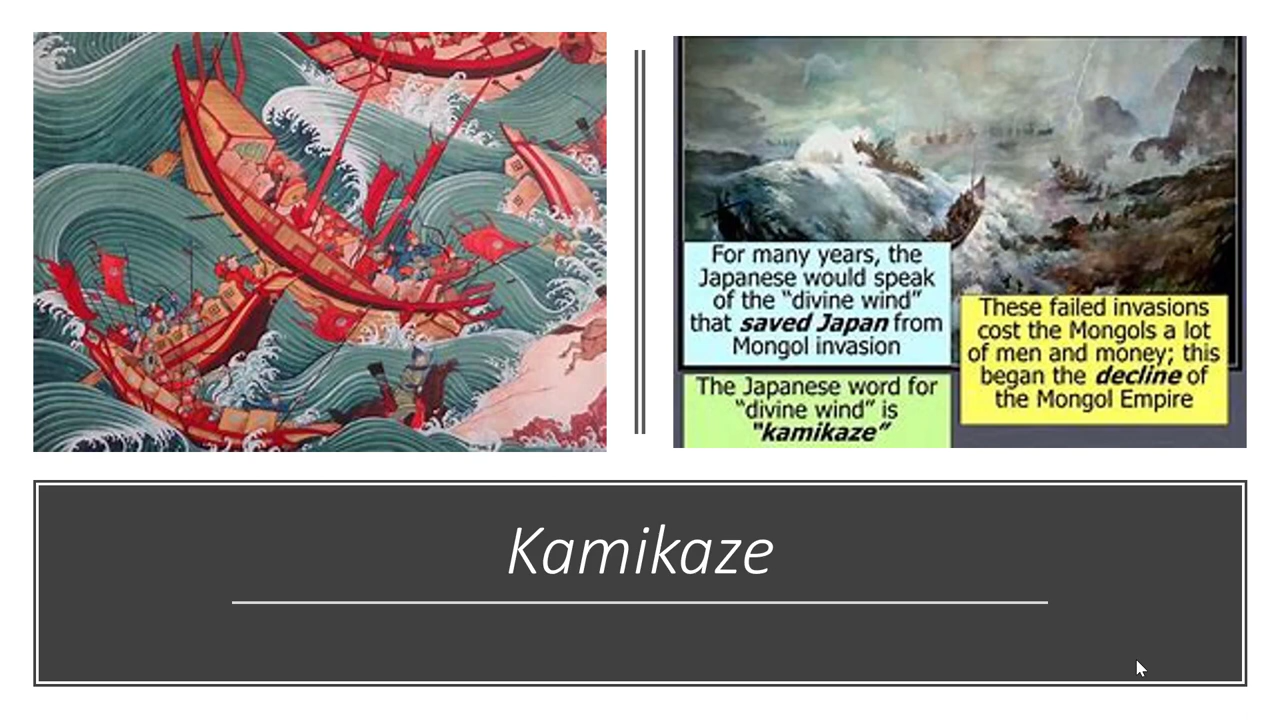 For many years, the
Japanese would speak
of the “divine wind”
that saved Japan from
Mongol invasion
The Japanese word for
“divine wind” is
“kamikaze”
These failed invasions
cost the Mongols a lot
of men and money; this
began the decline of
the Mongol Empire
Kamikaze